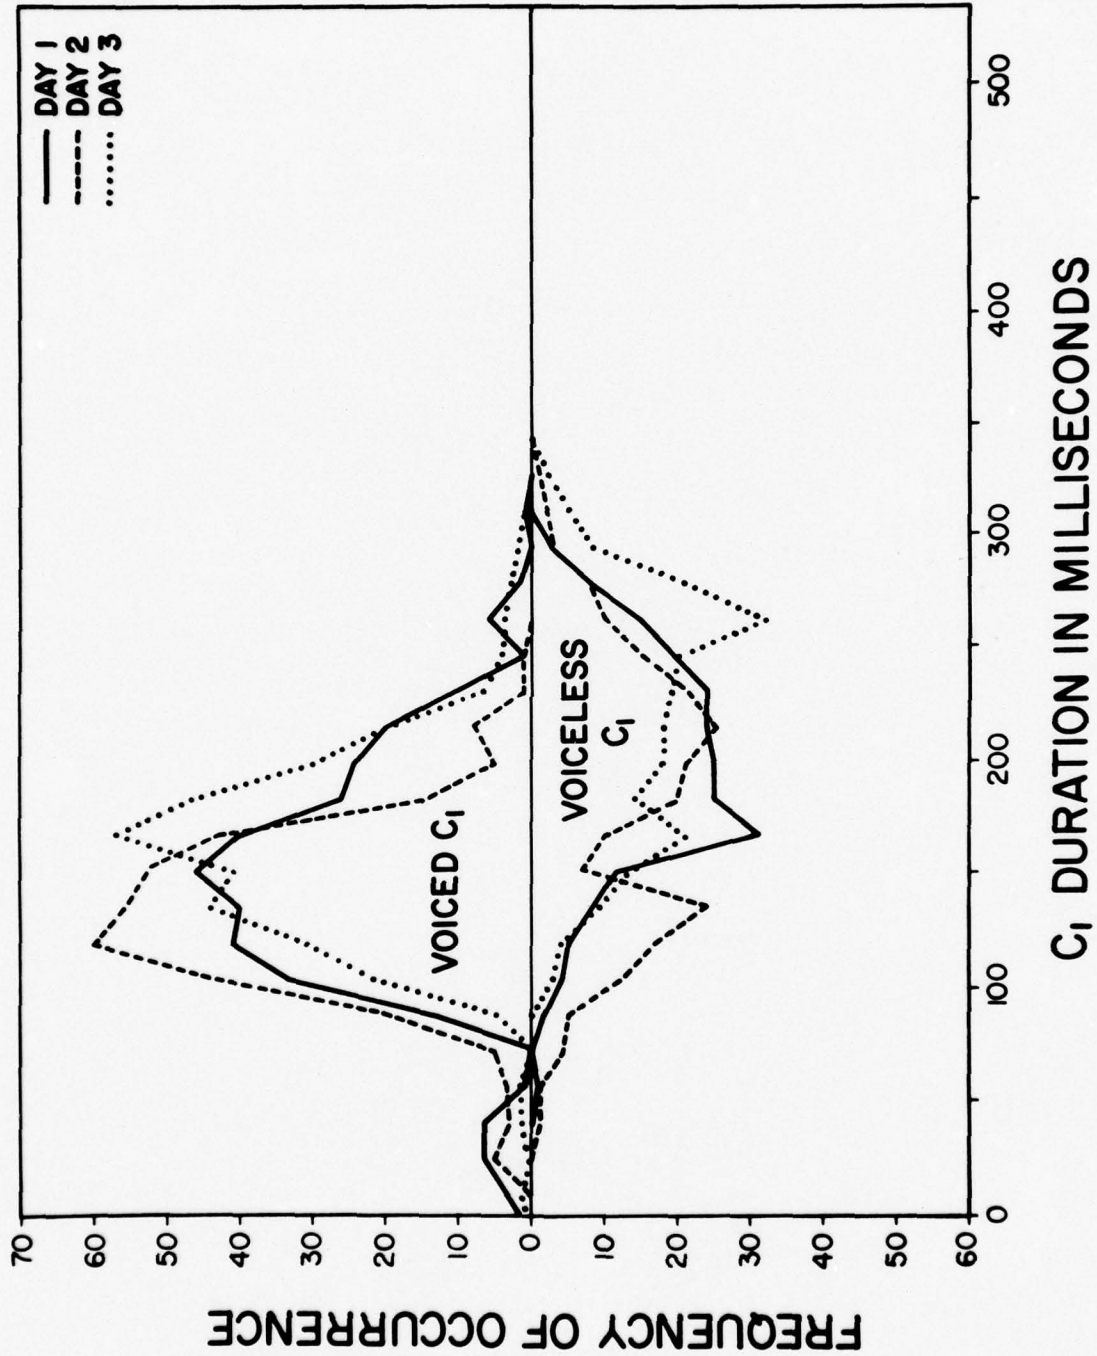 DAY 1
DAY 2
DAY 3
70
60
50
40
30
20
10
0
10
20
30
40
50
60
FREQUENCY OF OCCURRENCE
VOICED C₁
VOICELESS
C₁
0
100
200
300
400
500
C₁ DURATION IN MILLISECONDS